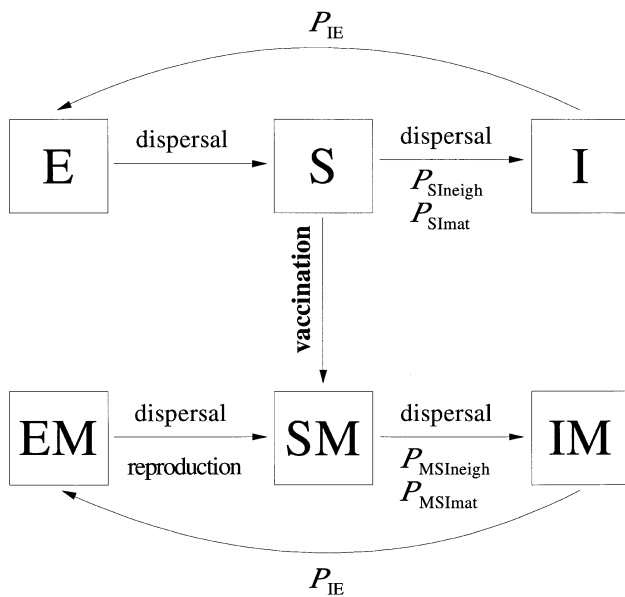 P_IE
E
dispersal
S
dispersal
P_SIneigh
P_SImat
I
vaccination
EM
dispersal
reproduction
SM
dispersal
P_MSIneigh
P_MSImat
IM
P_IE